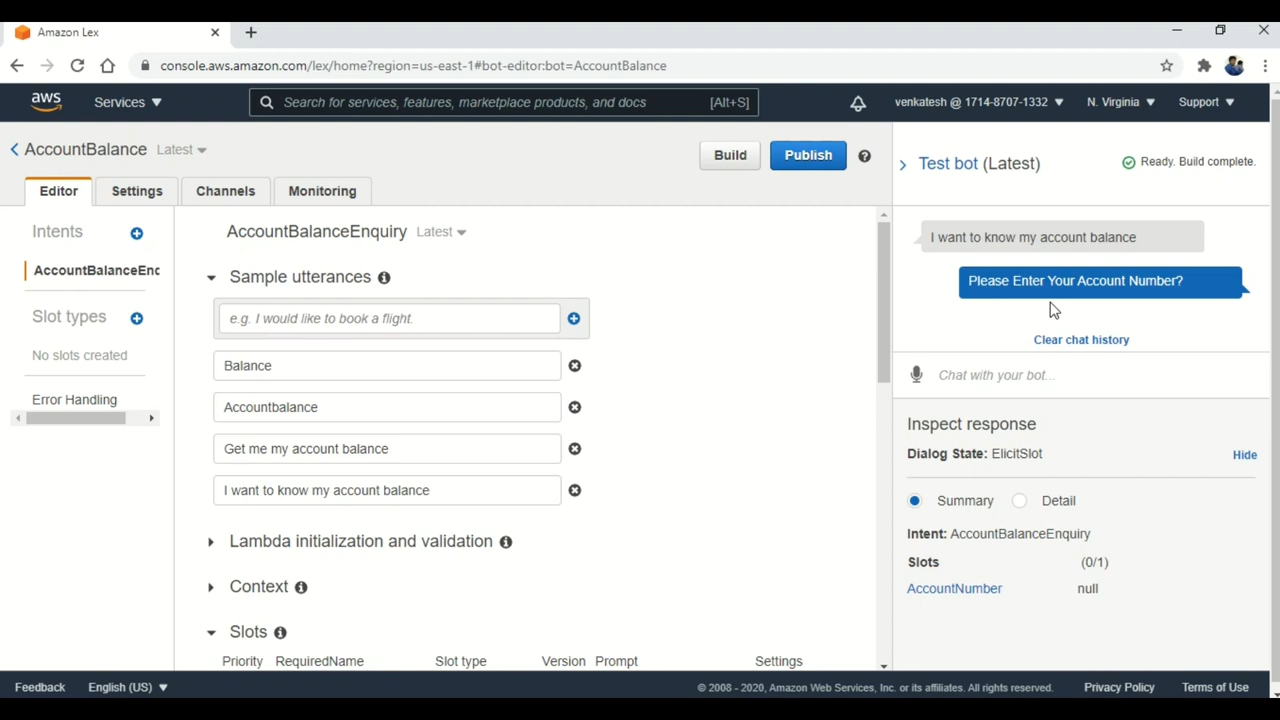 Amazon Lex
console.aws.amazon.com/lex/home?region=us-east-1#bot-editor:bot=AccountBalance
aws
Services
Search for services, features, marketplace products, and docs [Alt+S]
venkatesh @ 1714-8707-1332
N. Virginia
Support
AccountBalance Latest
Build
Publish
Editor
Settings
Channels
Monitoring
Intents
AccountBalanceEnc
Slot types
No slots created
Error Handling
AccountBalanceEnquiry Latest
Sample utterances
e.g. I would like to book a flight.
Balance
Accountbalance
Get me my account balance
I want to know my account balance
Lambda initialization and validation
Context
Slots
Priority RequiredName Slot type Version Prompt Settings
Test bot (Latest)
Ready. Build complete.
I want to know my account balance
Please Enter Your Account Number?
Clear chat history
Chat with your bot...
Inspect response
Dialog State: ElicitSlot
Hide
Summary
Detail
Intent: AccountBalanceEnquiry
Slots (0/1)
AccountNumber null
Feedback
English (US)
© 2008 - 2020, Amazon Web Services, Inc. or its affiliates. All rights reserved.
Privacy Policy
Terms of Use